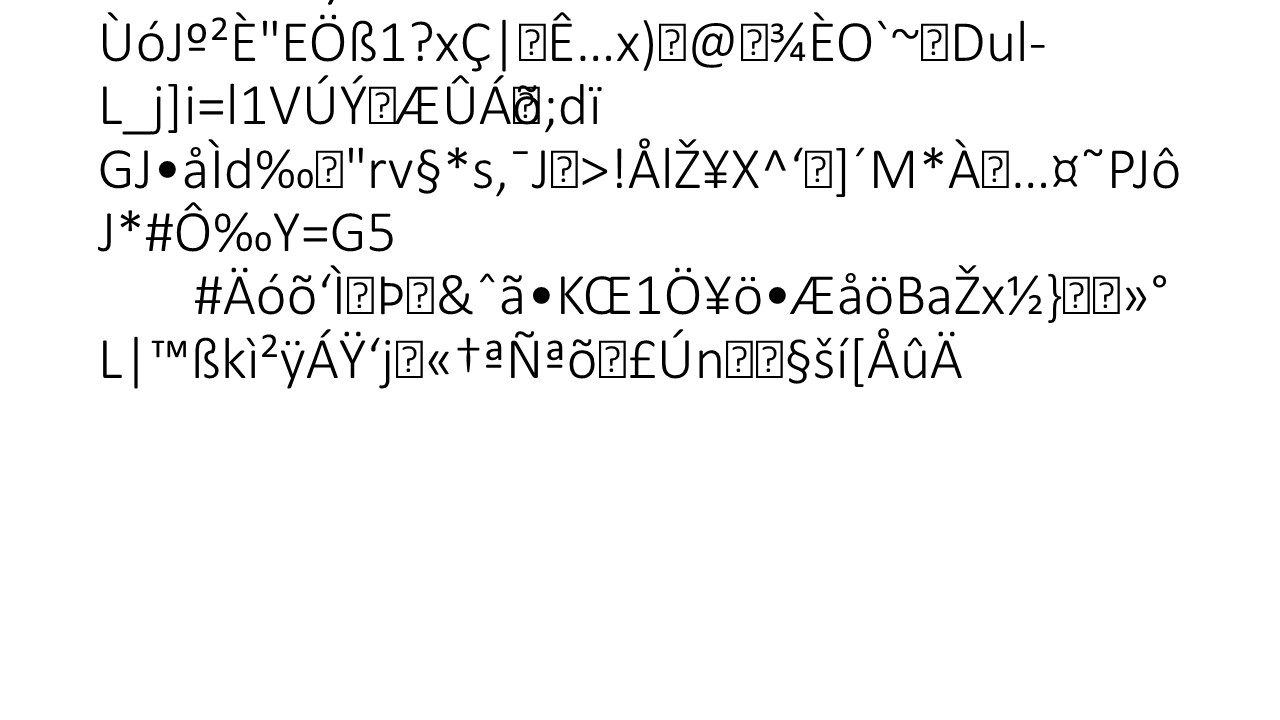 ÙóJº²È"EÖß1?xÇ|Ê…x)@¾ÈO`~Dul-
L_j]i=l1VÚÝÆÛÁõ;dï
GJ•åÌd‰"rv§*s‚¯J>!ÅlŽ¥X^‘]´M*À…¤˜PJô
J*#Ô‰Y=G5
#Äóõ‘ÌÞ&ˆã•KŒ1Ö¥ö•ÆåöBaŽx½}»°
L|™ßkì²ÿÁŸ‘j«†ªÑªõ£Ún§ší[ÅûÄ